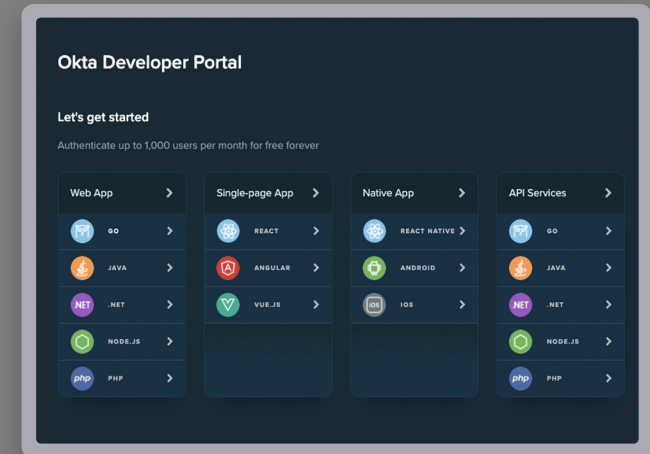 Okta Developer Portal
Let's get started
Authenticate up to 1,000 users per month for free forever
Web App
GO
JAVA
NET .NET
NODE.JS
php PHP
Single-page App
REACT
ANGULAR
VUE.JS
Native App
REACT NATIVE
ANDROID
iOS IOS
API Services
GO
JAVA
NET .NET
NODE.JS
php PHP